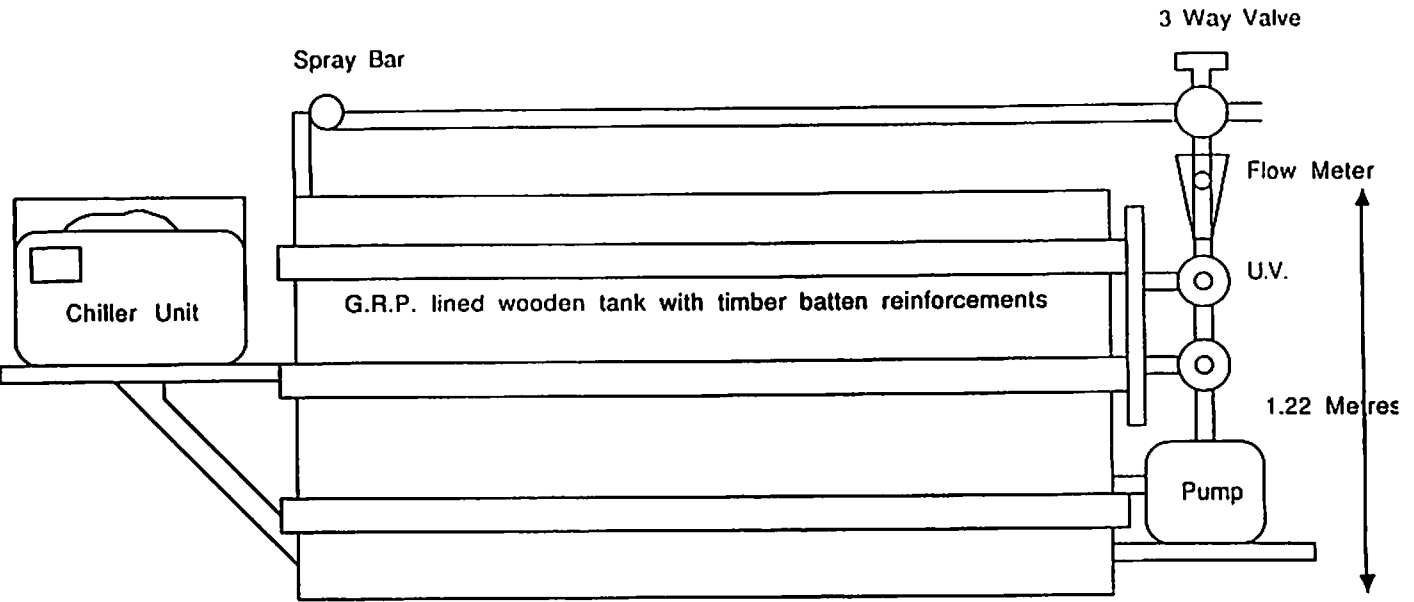 3 Way Valve
Spray Bar
Flow Meter
U.V.
Chiller Unit
G.R.P. lined wooden tank with timber batten reinforcements
1.22 Metres
Pump